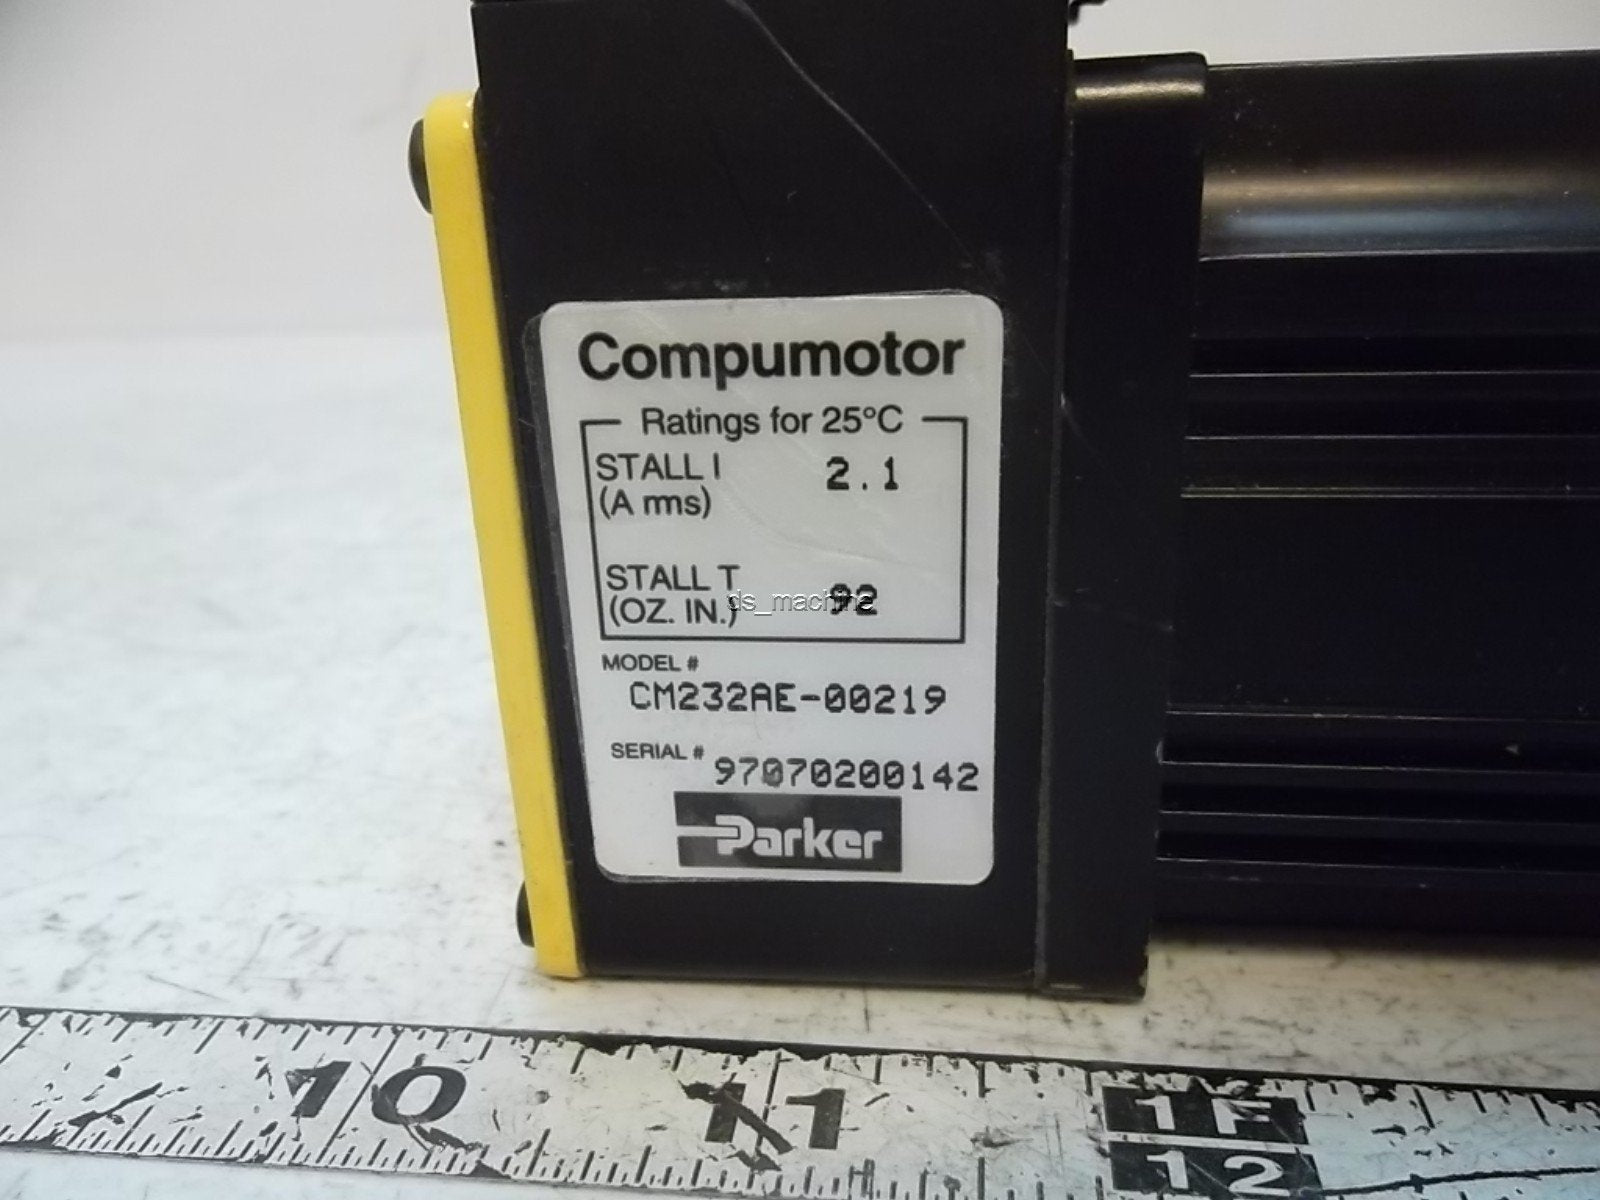 Compumotor
Ratings for 25°C
STALL I 2.1
(A rms)
STALL T
(OZ. IN.) 92
ds_machine
MODEL #
CM232AE-00219
SERIAL # 97070200142
Parker
10 11 1F
12